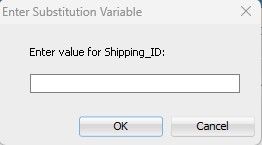 Enter Substitution Variable
Enter value for Shipping_ID:
OK Cancel